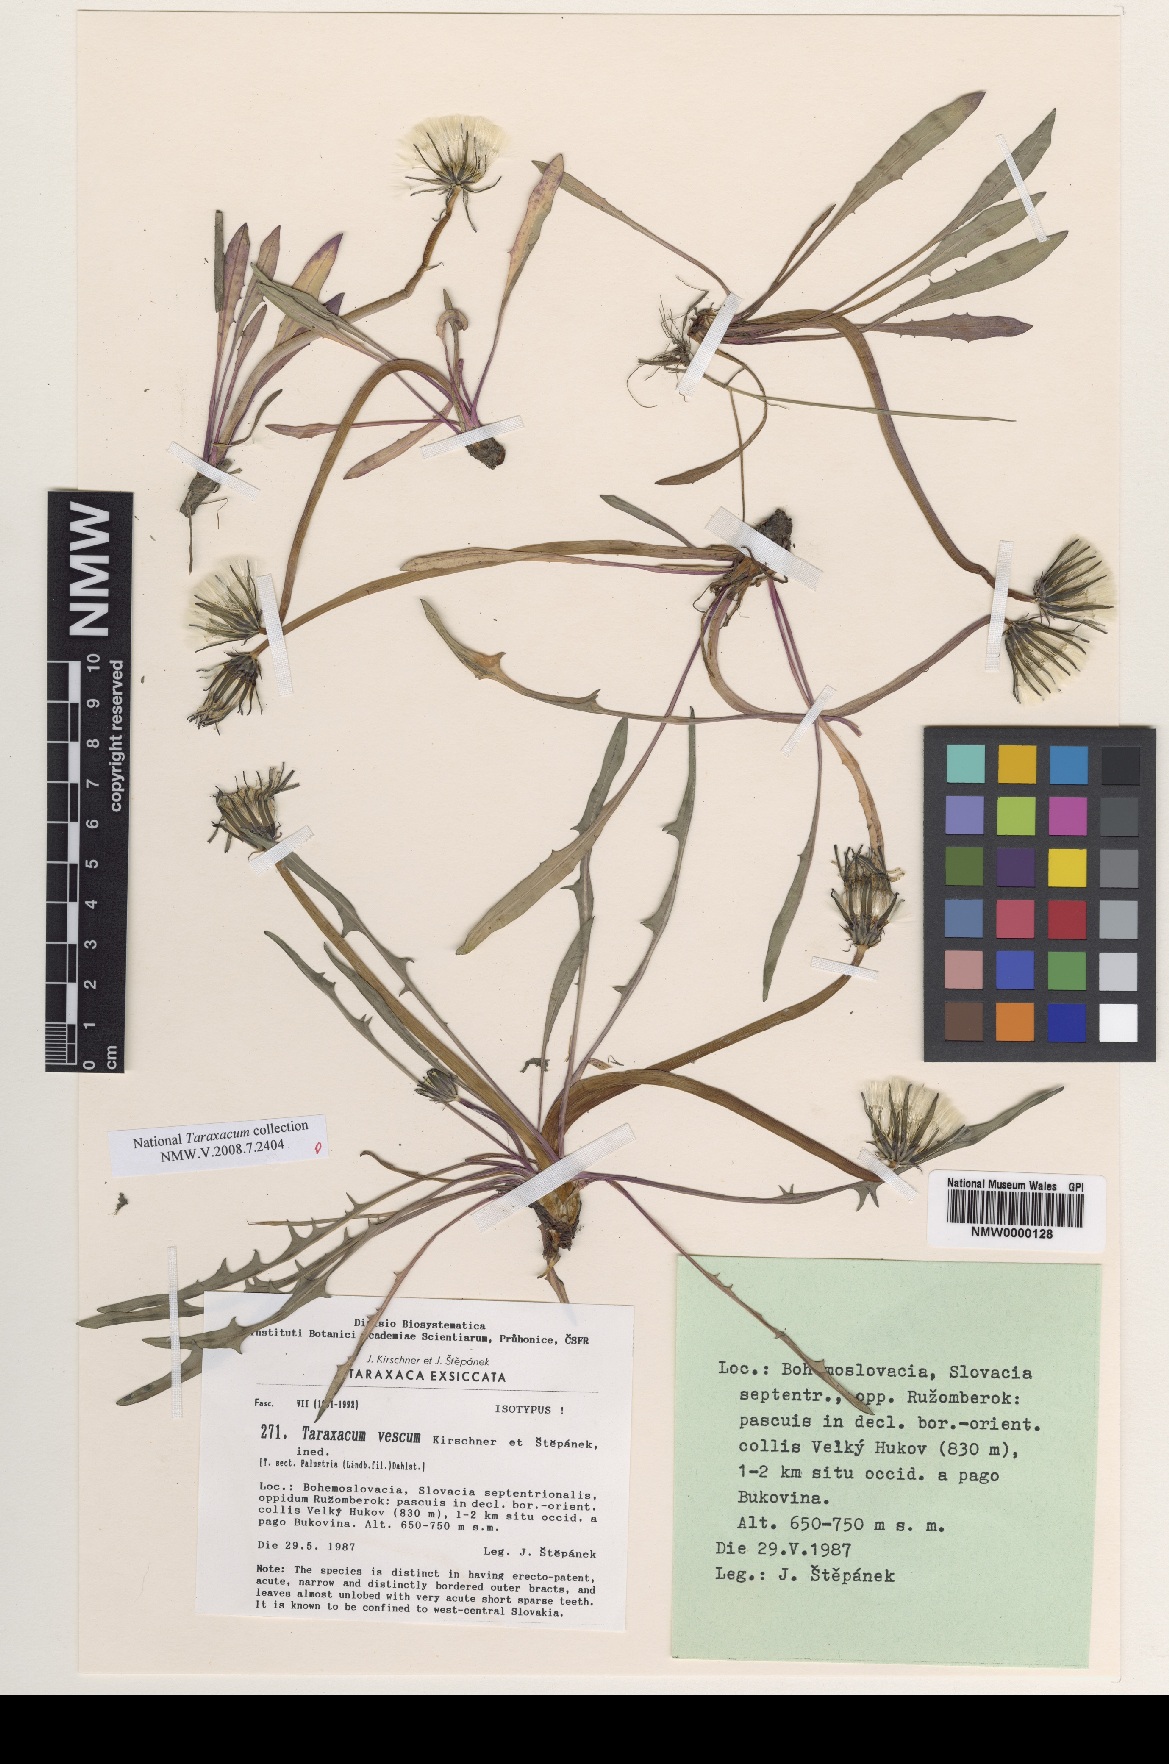 NMW
copyright reserved
10
9
8
7
6
5
4
3
2
1
0
cm
National Taraxacum collection
NMW.V.2008.7.2404
National Museum Wales GPI
NMW0000128
Biosystematica
Instituti Botanici Academiae Scientiarum, Průhonice, ČSFR
J. Kirschner et J. Štěpánek
TARAXACA EXSICCATA
Fasc. VII
ISOTYPUS !
271. Taraxacum vescum Kirschner et Štěpánek,
ined.
[T. sect. Palustria (Lindb.fil.)Dahlst.]
Loc.: Bohemoslovacia, Slovacia septentrionalis,
oppidum Ružomberok: pascuis in decl. bor.-orient.
collis Velký Hukov (830 m), 1-2 km situ occid. a
pago Bukovina. Alt. 650-750 m s.m.
Die 29.5. 1987
Leg. J. Štěpánek
Note: The species is distinct in having erecto-patent,
acute, narrow and distinctly bordered outer bracts, and
leaves almost unlobed with very acute short sparse teeth.
It is known to be confined to west-central Slovakia.
Loc.: Bohemoslovacia, Slovacia
septentr., opp. Ružomberok:
pascuis in decl. bor.-orient.
collis Velký Hukov (830 m),
1-2 km situ occid. a pago
Bukovina.
Alt. 650-750 m s. m.
Die 29.V.1987
Leg.: J. Štěpánek